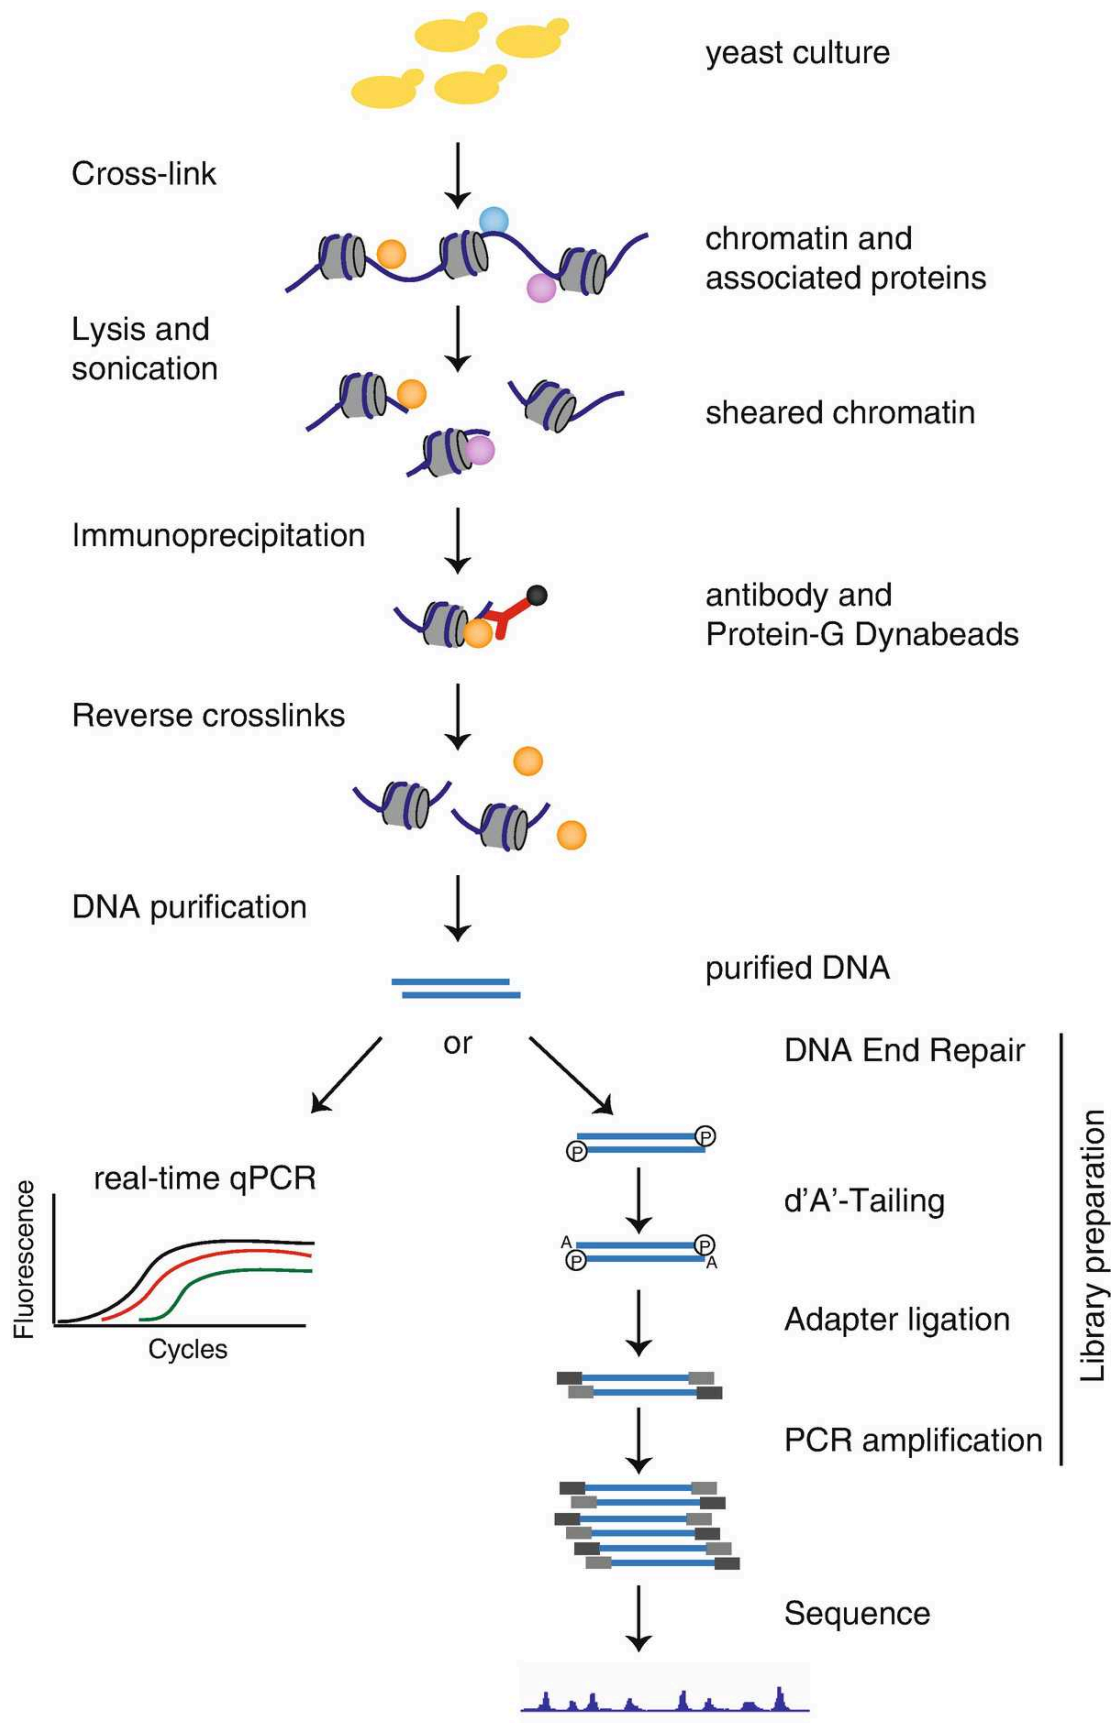 yeast culture
Cross-link
chromatin and
associated proteins
Lysis and
sonication
sheared chromatin
Immunoprecipitation
antibody and
Protein-G Dynabeads
Reverse crosslinks
DNA purification
purified DNA
or
DNA End Repair
P
P
real-time qPCR
Fluorescence
Cycles
d'A'-Tailing
A
P
P
A
Adapter ligation
PCR amplification
Library preparation
Sequence